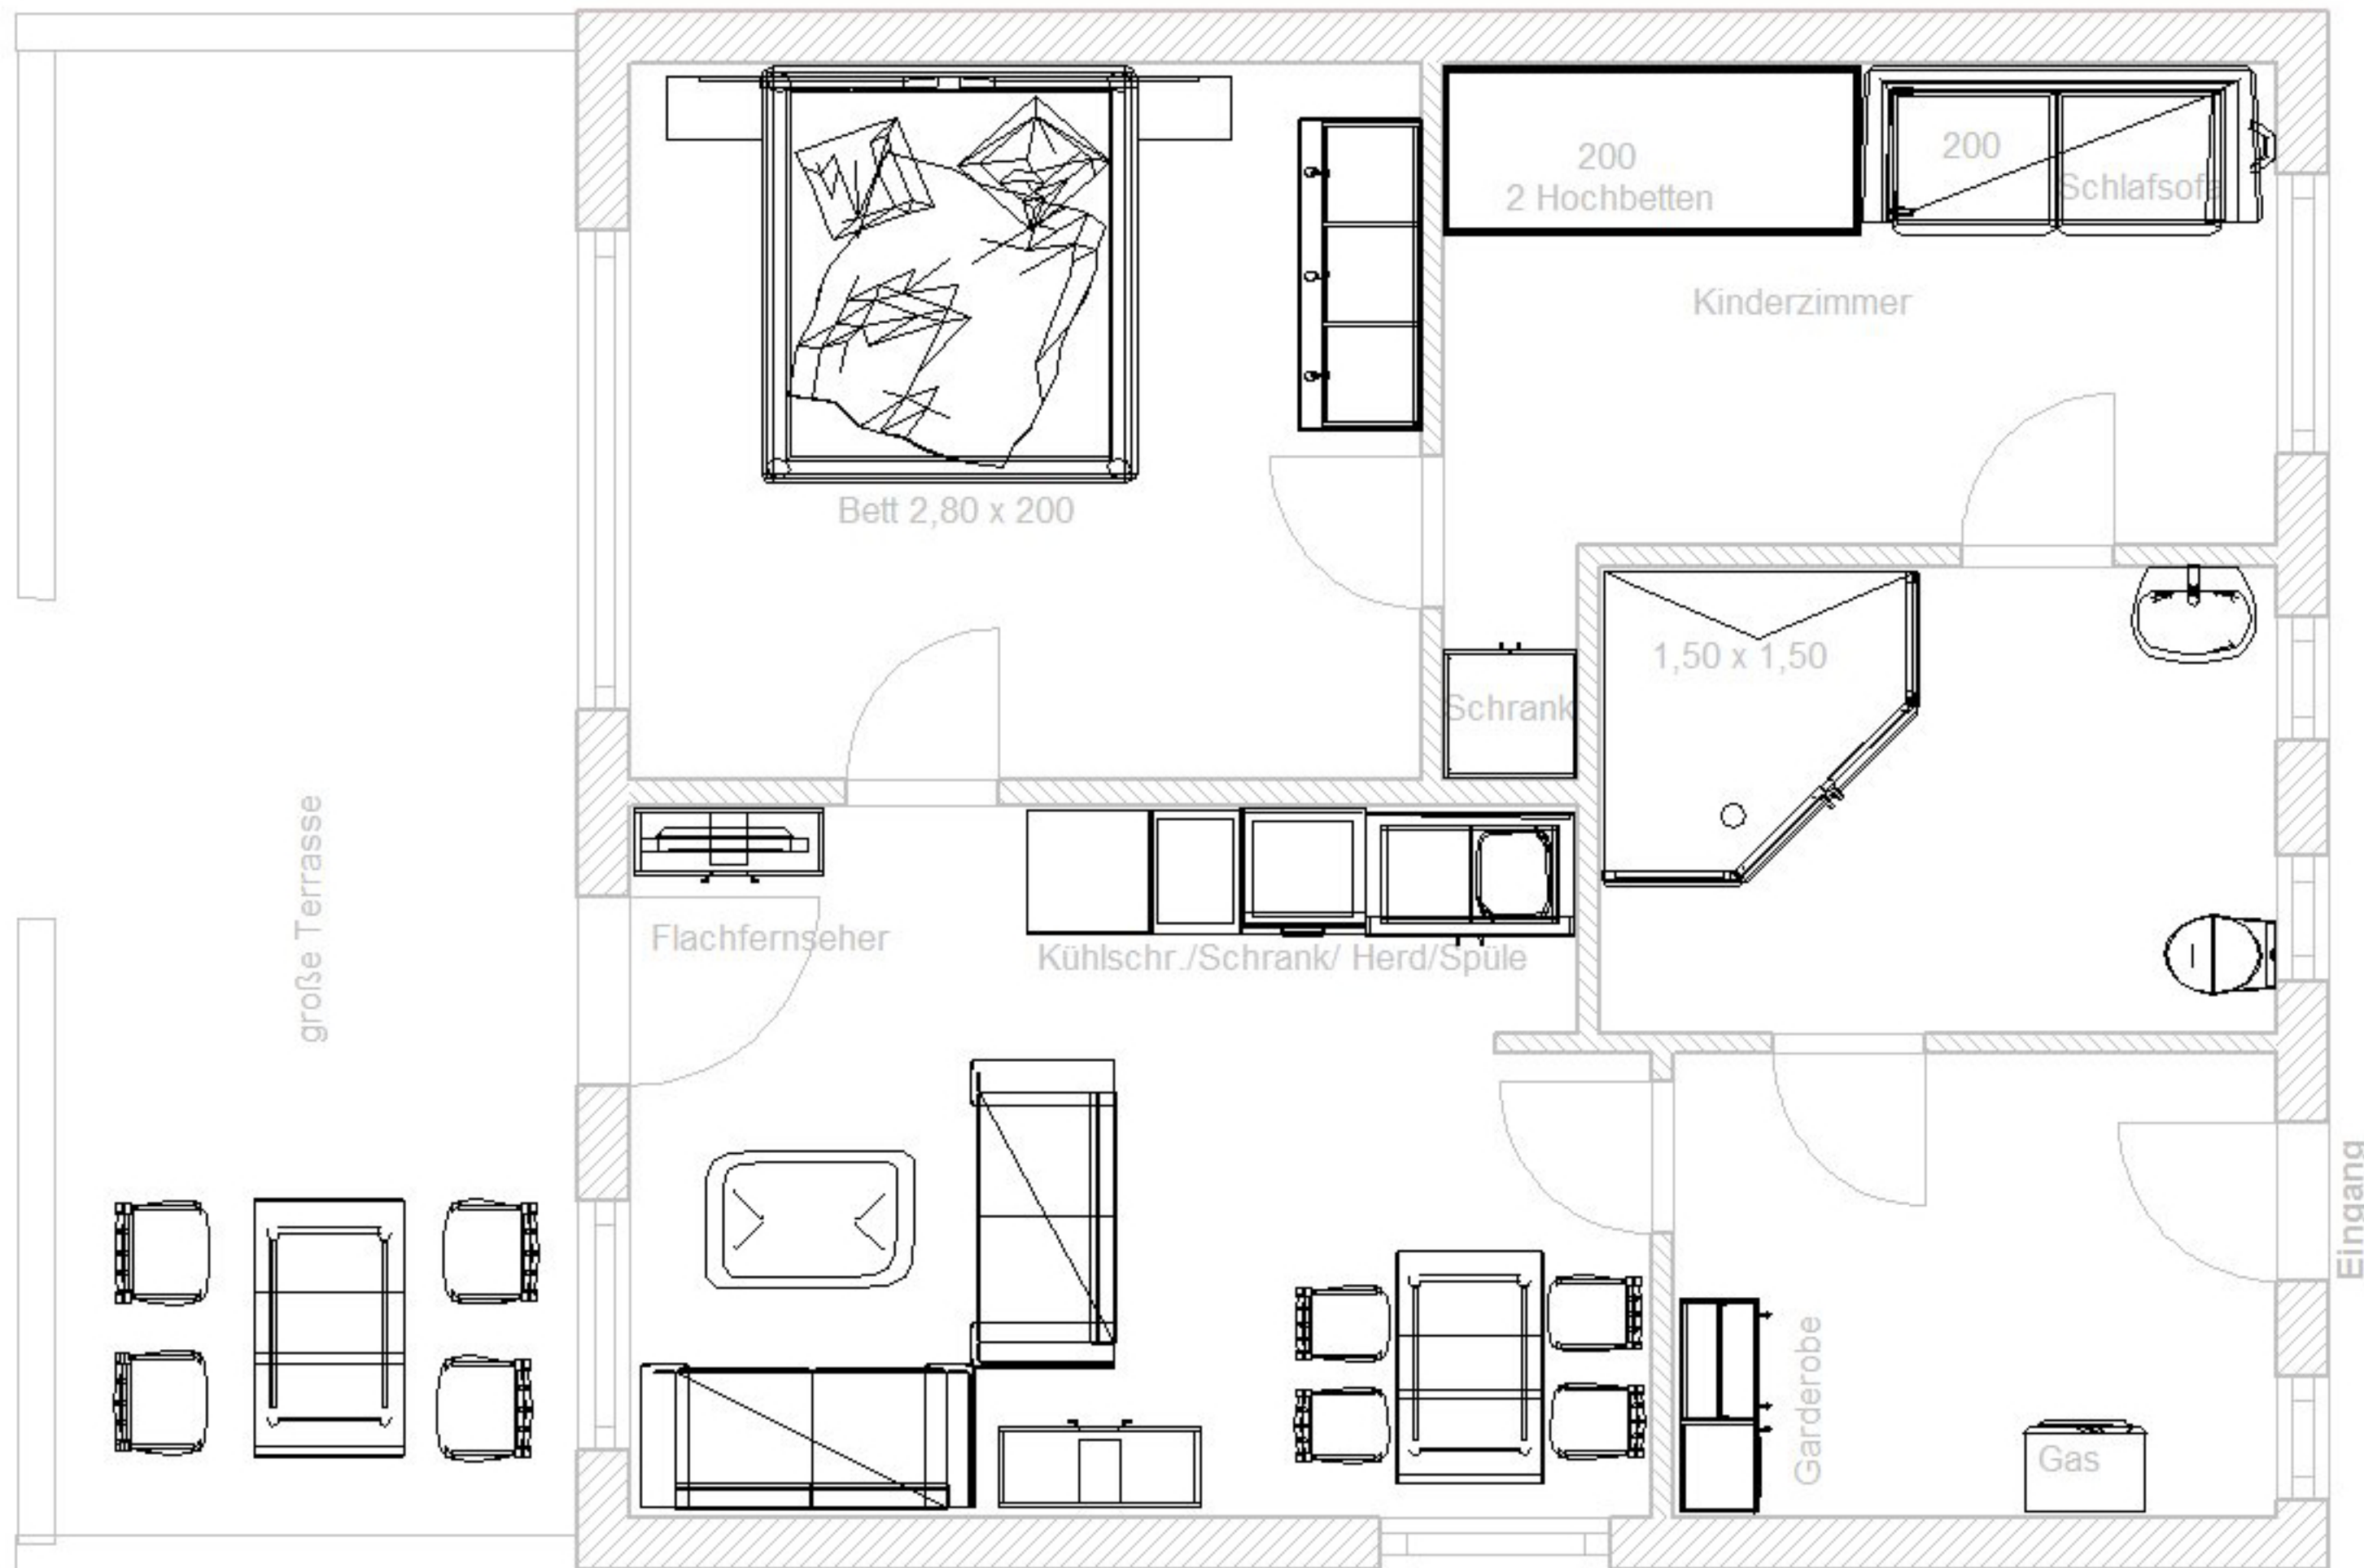 200
2 Hochbetten
200
Schlafsofa
Kinderzimmer
Bett 2,80 x 200
1,50 x 1,50
Schrank
große Terrasse
Flachfernseher
Kühlschr./Schrank/ Herd/Spüle
Eingang
Garderobe
Gas